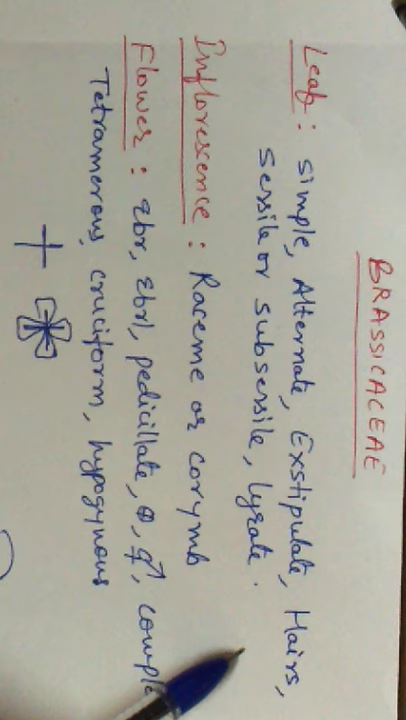 BRASSICACEAE
Leaf: Simple, Alternate, Exstipulate, Hairs,
Sessile or subsessile, Lyrate.
Inflorescence: Raceme or corymb
Flower: ebr, ebrl, pedicillate, ⊕, ⚥, comple
Tetramerous, cruciform, hypogynous
+